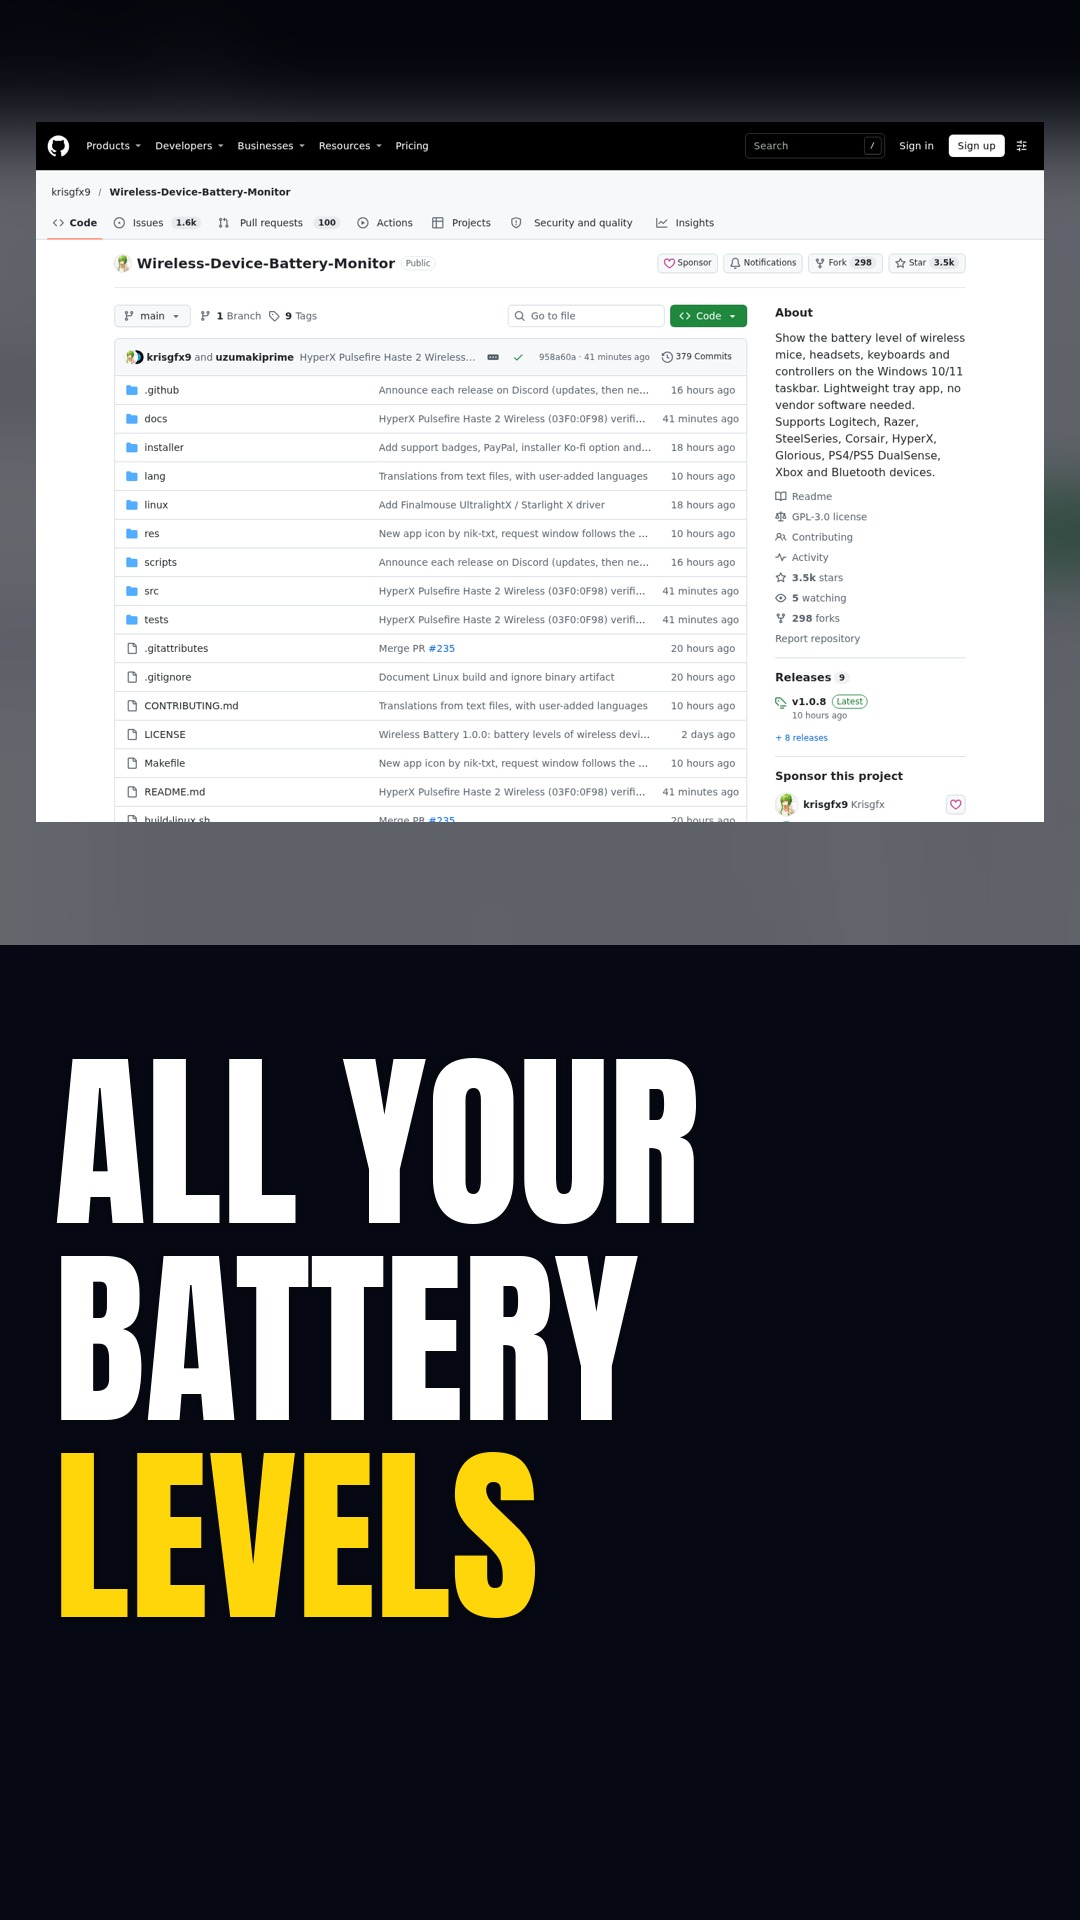 Products Developers Businesses Resources Pricing Search / Sign in Sign up
krisgfx9 / Wireless-Device-Battery-Monitor
Code Issues 1.6k Pull requests 100 Actions Projects Security and quality Insights
Wireless-Device-Battery-Monitor Public Sponsor Notifications Fork 298 Star 3.5k
main 1 Branch 9 Tags Go to file Code
krisgfx9 and uzumakiprime HyperX Pulsefire Haste 2 Wireless... 958a60a · 41 minutes ago 379 Commits
.github Announce each release on Discord (updates, then ne... 16 hours ago
docs HyperX Pulsefire Haste 2 Wireless (03F0:0F98) verifi... 41 minutes ago
installer Add support badges, PayPal, installer Ko-fi option and... 18 hours ago
lang Translations from text files, with user-added languages 10 hours ago
linux Add Finalmouse UltralightX / Starlight X driver 18 hours ago
res New app icon by nik-txt, request window follows the ... 10 hours ago
scripts Announce each release on Discord (updates, then ne... 16 hours ago
src HyperX Pulsefire Haste 2 Wireless (03F0:0F98) verifi... 41 minutes ago
tests HyperX Pulsefire Haste 2 Wireless (03F0:0F98) verifi... 41 minutes ago
.gitattributes Merge PR #235 20 hours ago
.gitignore Document Linux build and ignore binary artifact 20 hours ago
CONTRIBUTING.md Translations from text files, with user-added languages 10 hours ago
LICENSE Wireless Battery 1.0.0: battery levels of wireless devi... 2 days ago
Makefile New app icon by nik-txt, request window follows the ... 10 hours ago
README.md HyperX Pulsefire Haste 2 Wireless (03F0:0F98) verifi... 41 minutes ago
build-linux.sh Merge PR #235 20 hours ago
About
Show the battery level of wireless
mice, headsets, keyboards and
controllers on the Windows 10/11
taskbar. Lightweight tray app, no
vendor software needed.
Supports Logitech, Razer,
SteelSeries, Corsair, HyperX,
Glorious, PS4/PS5 DualSense,
Xbox and Bluetooth devices.
Readme
GPL-3.0 license
Contributing
Activity
3.5k stars
5 watching
298 forks
Report repository
Releases 9
v1.0.8 Latest
10 hours ago
+ 8 releases
Sponsor this project
krisgfx9 Krisgfx
ALL YOUR
BATTERY
LEVELS